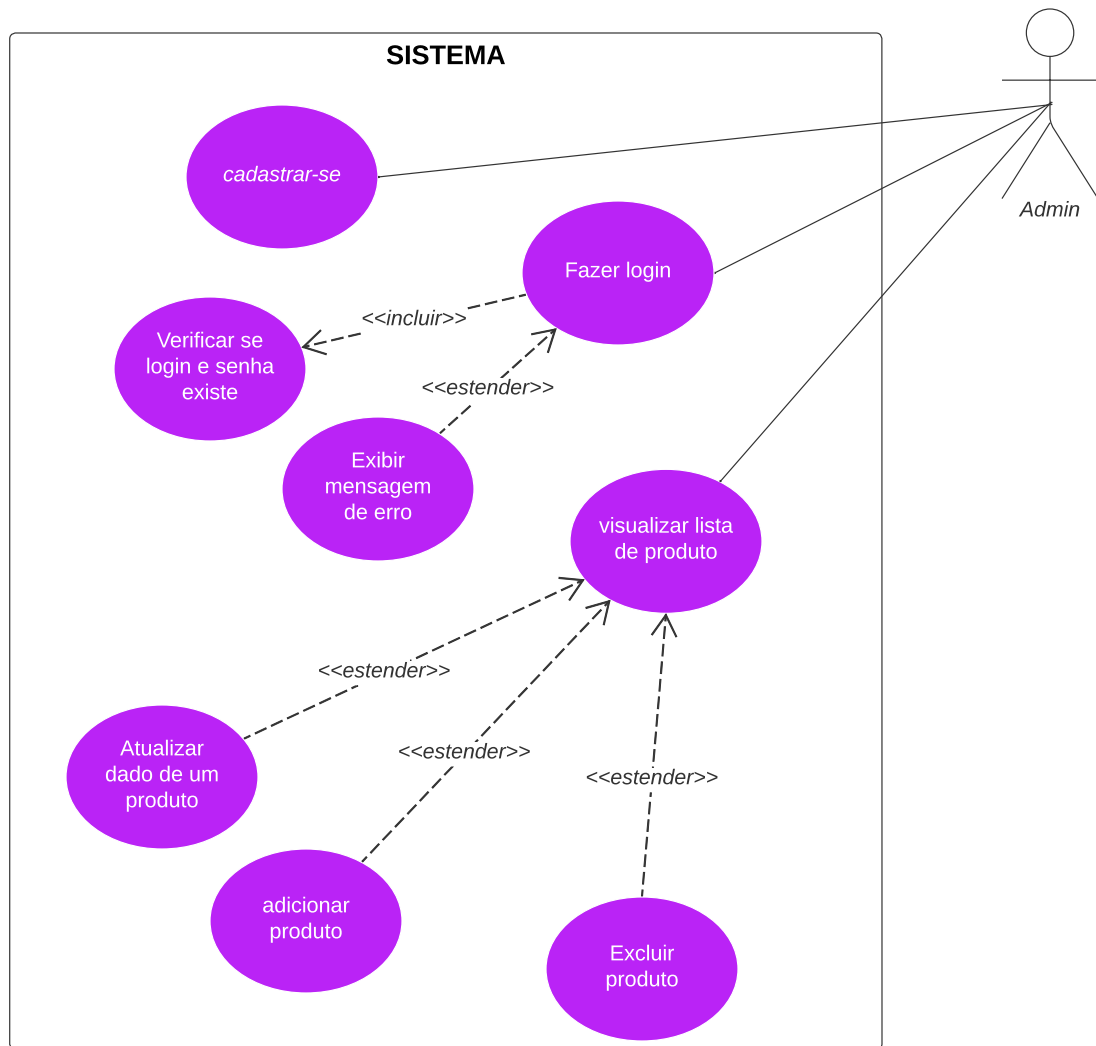 SISTEMA
cadastrar-se
Admin
Fazer login
<<incluir>>
Verificar se
login e senha
existe
<<estender>>
Exibir
mensagem
de erro
visualizar lista
de produto
<<estender>>
Atualizar
dado de um
produto
<<estender>>
<<estender>>
adicionar
produto
Excluir
produto